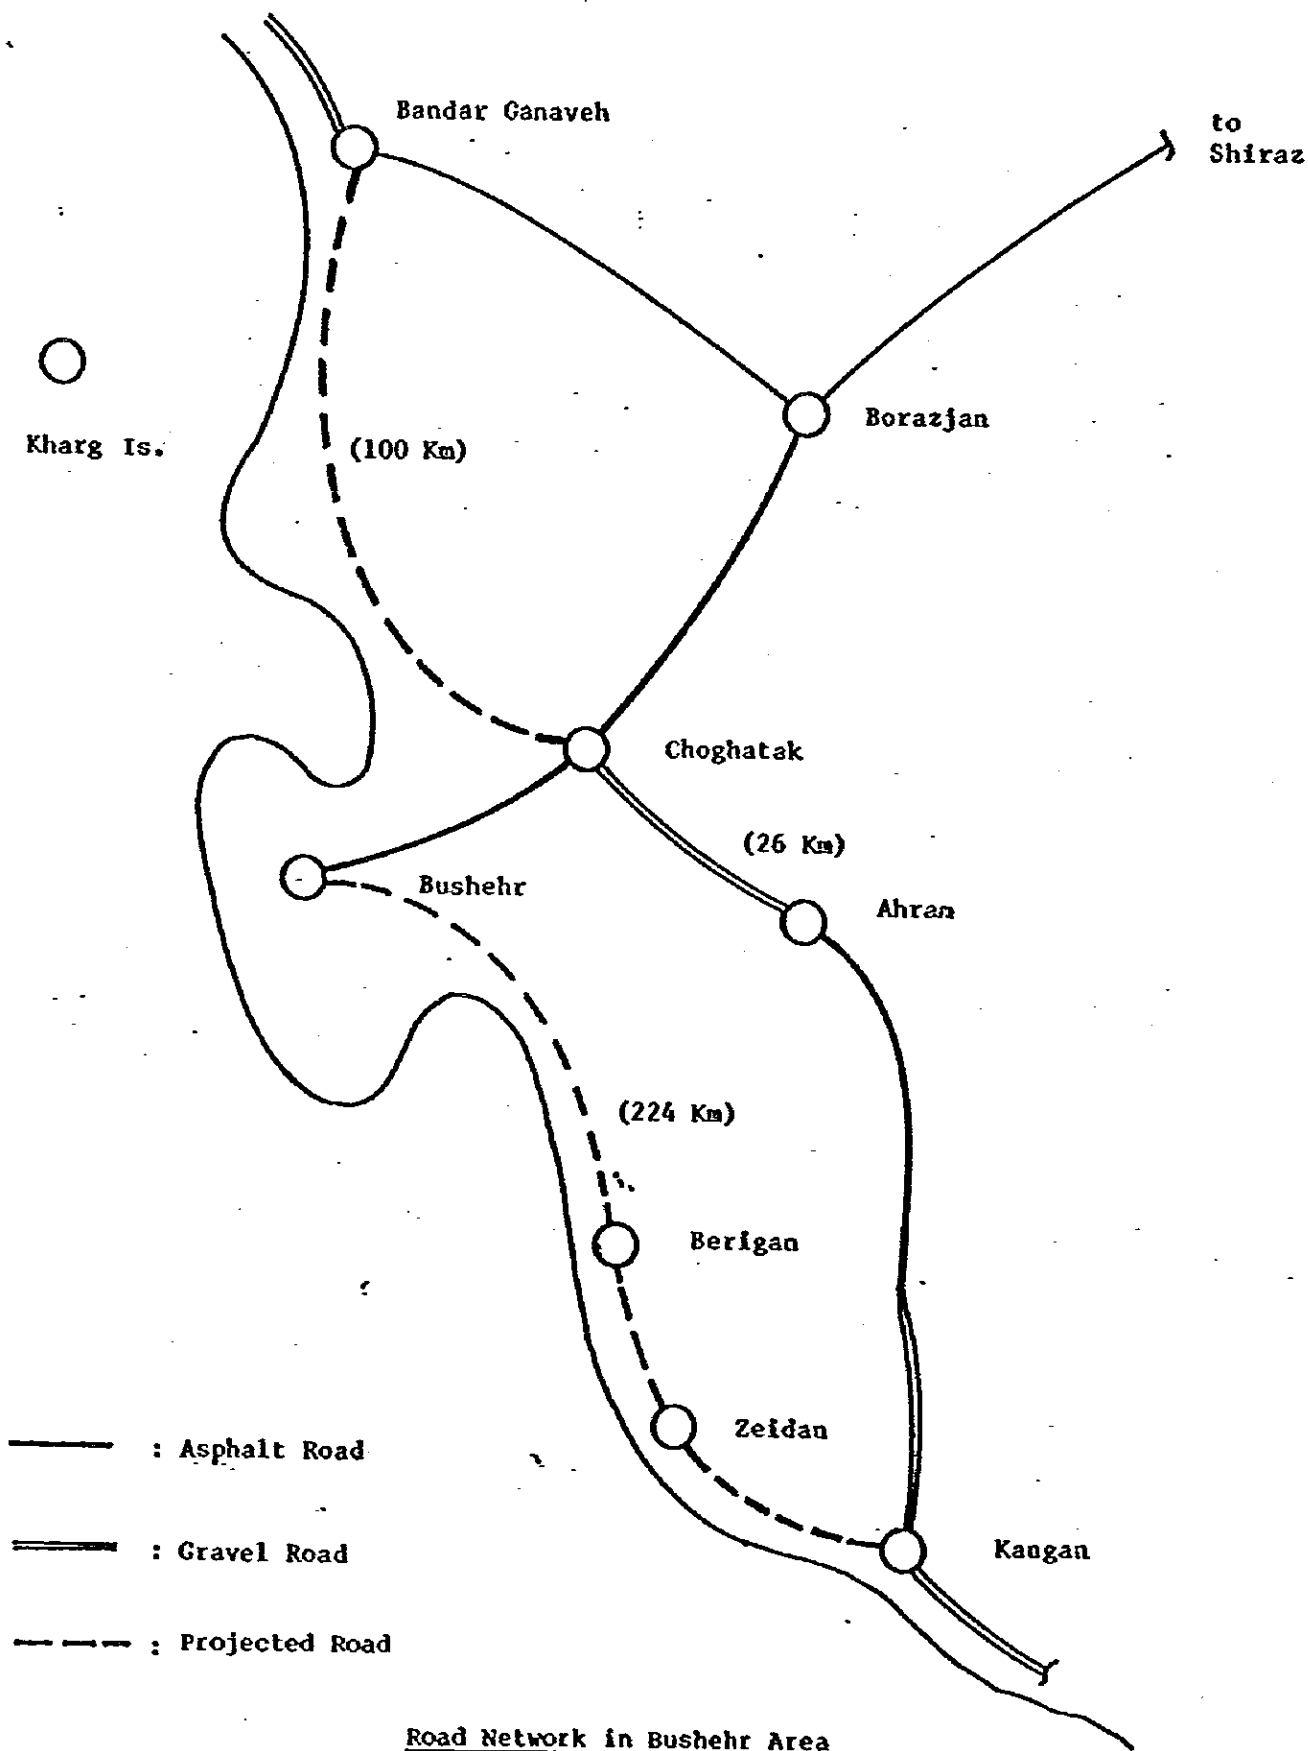 Bandar Ganaveh
to
Shiraz
Borazjan
Kharg Is.
(100 Km)
Choghatak
(26 Km)
Bushehr
Ahram
(224 Km)
Berigan
Zeidan
: Asphalt Road
Kangan
: Gravel Road
: Projected Road
Road Network in Bushehr Area